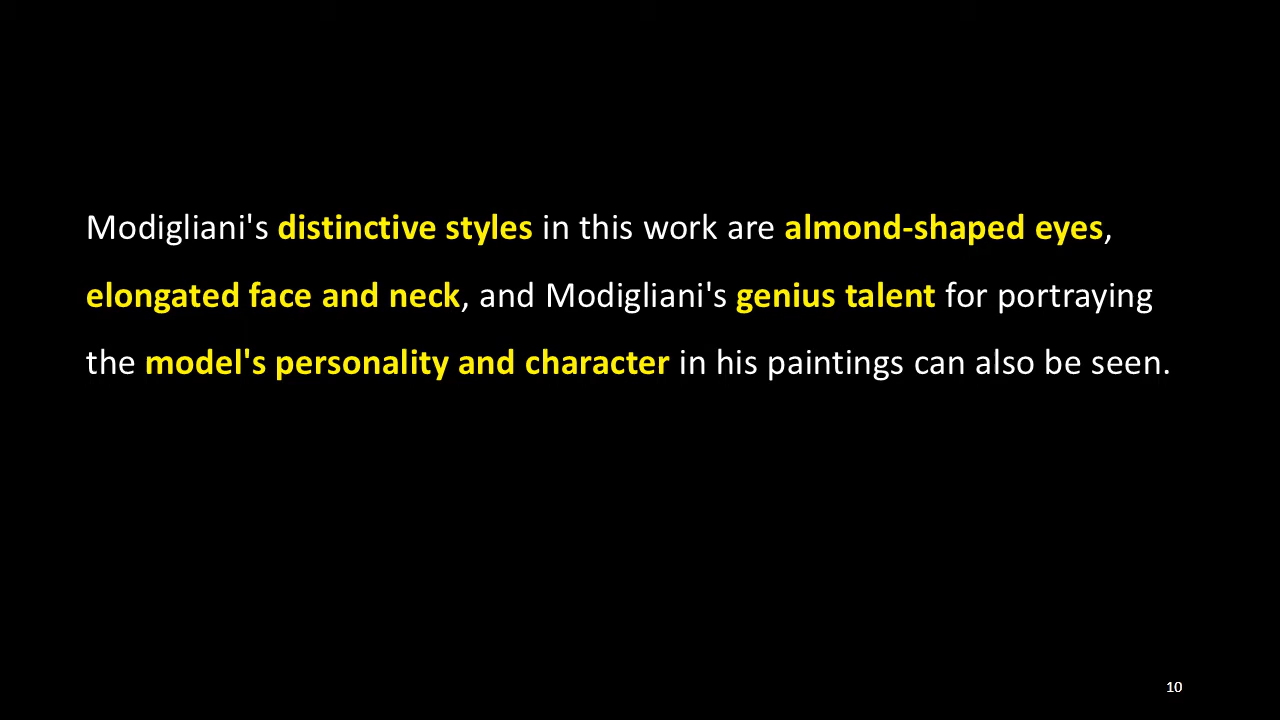 Modigliani's distinctive styles in this work are almond-shaped eyes,
elongated face and neck, and Modigliani's genius talent for portraying
the model's personality and character in his paintings can also be seen.
10